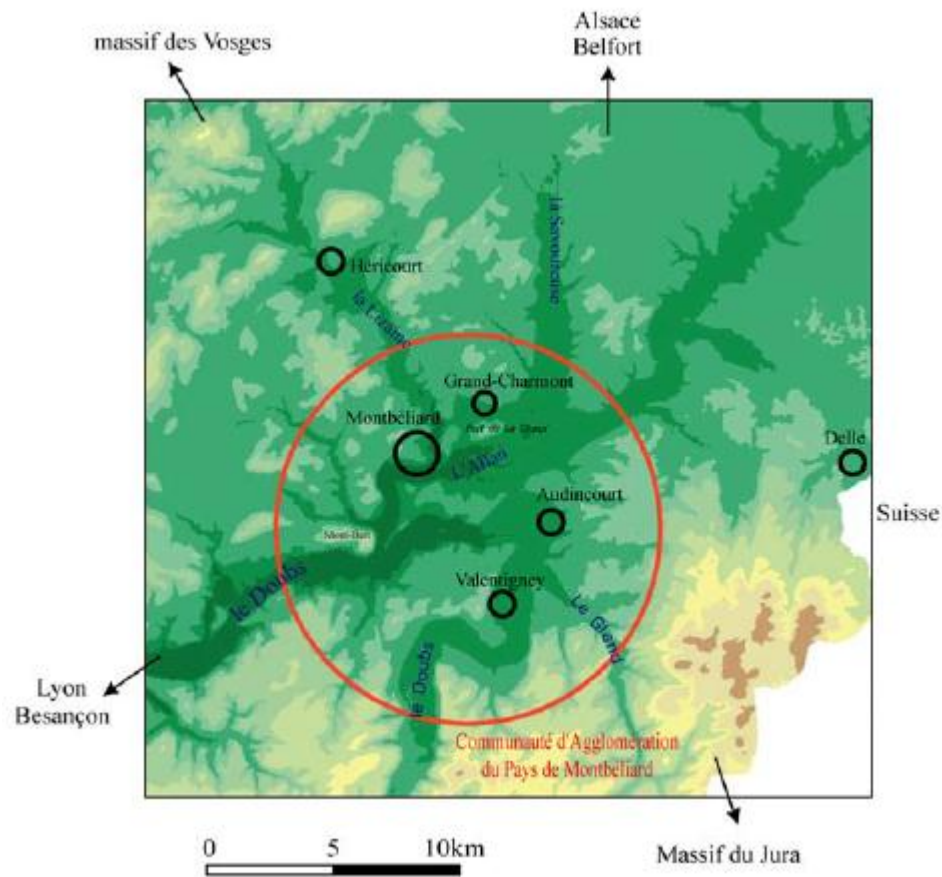 Alsace
Belfort
massif des Vosges
la Savoureuse
Héricourt
la Lizaine
Grand-Charmont
Montbéliard
L'Allan
Delle
Audincourt
Suisse
Mont-Bart
le Doubs
Valentigney
Le Gland
le Doubs
Lyon
Besançon
Communauté d'Agglomération
du Pays de Montbéliard
0 5 10km
Massif du Jura